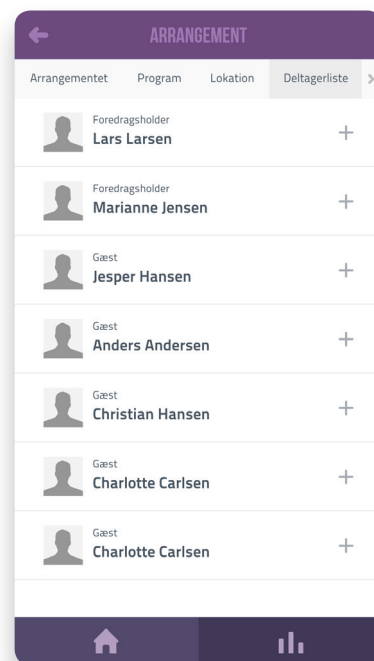 ARRANGEMENT
Arrangementet Program Lokation Deltagerliste
Foredragsholder
Lars Larsen
Foredragsholder
Marianne Jensen
Gæst
Jesper Hansen
Gæst
Anders Andersen
Gæst
Christian Hansen
Gæst
Charlotte Carlsen
Gæst
Charlotte Carlsen